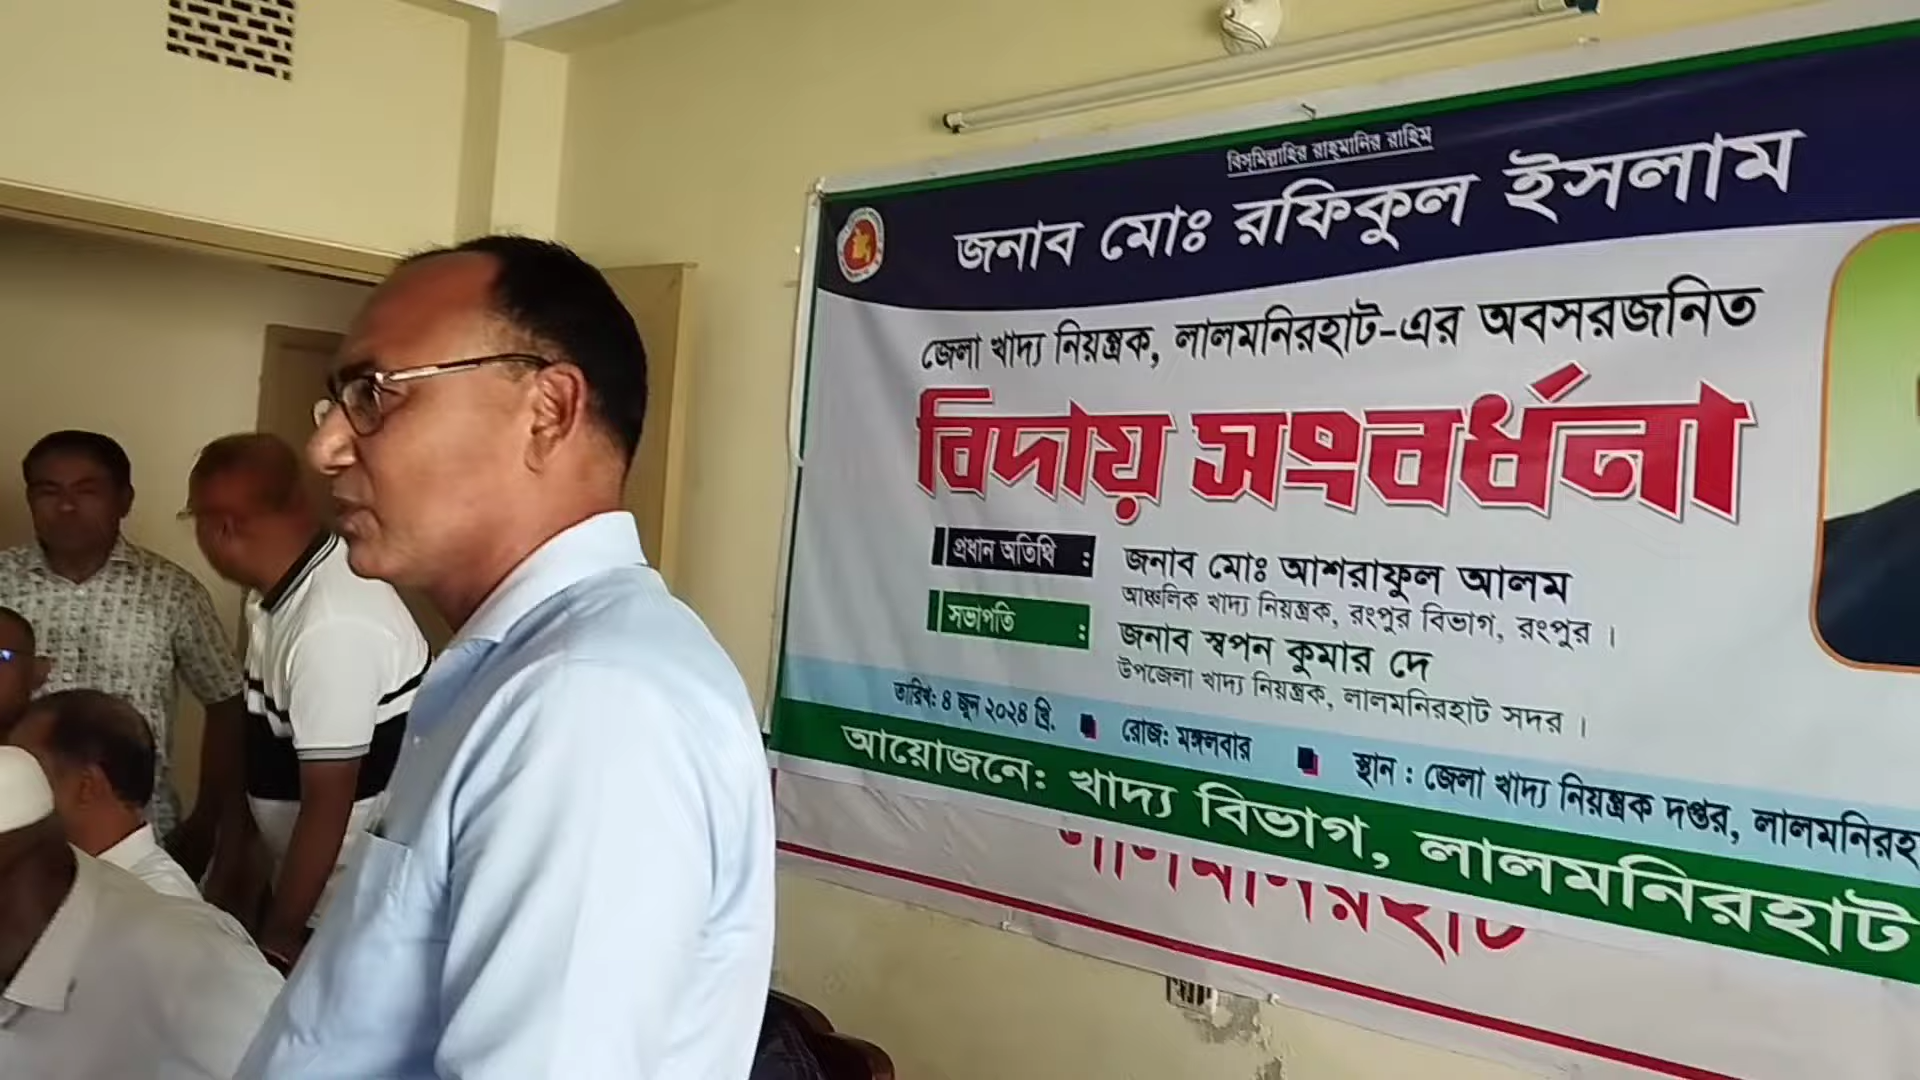 বিসমিল্লাহির রাহমানির রাহিম
জনাব মোঃ রফিকুল ইসলাম
জেলা খাদ্য নিয়ন্ত্রক, লালমনিরহাট-এর অবসরজনিত
বিদায় সংবর্ধনা
প্রধান অতিথি : জনাব মোঃ আশরাফুল আলম
আঞ্চলিক খাদ্য নিয়ন্ত্রক, রংপুর বিভাগ, রংপুর ।
সভাপতি : জনাব স্বপন কুমার দে
উপজেলা খাদ্য নিয়ন্ত্রক, লালমনিরহাট সদর ।
তারিখ: ৪ জুন ২০২৪ খ্রি. রোজ: মঙ্গলবার স্থান : জেলা খাদ্য নিয়ন্ত্রক দপ্তর, লালমনিরহ
আয়োজনে: খাদ্য বিভাগ, লালমনিরহাট
লালমনিরহাট